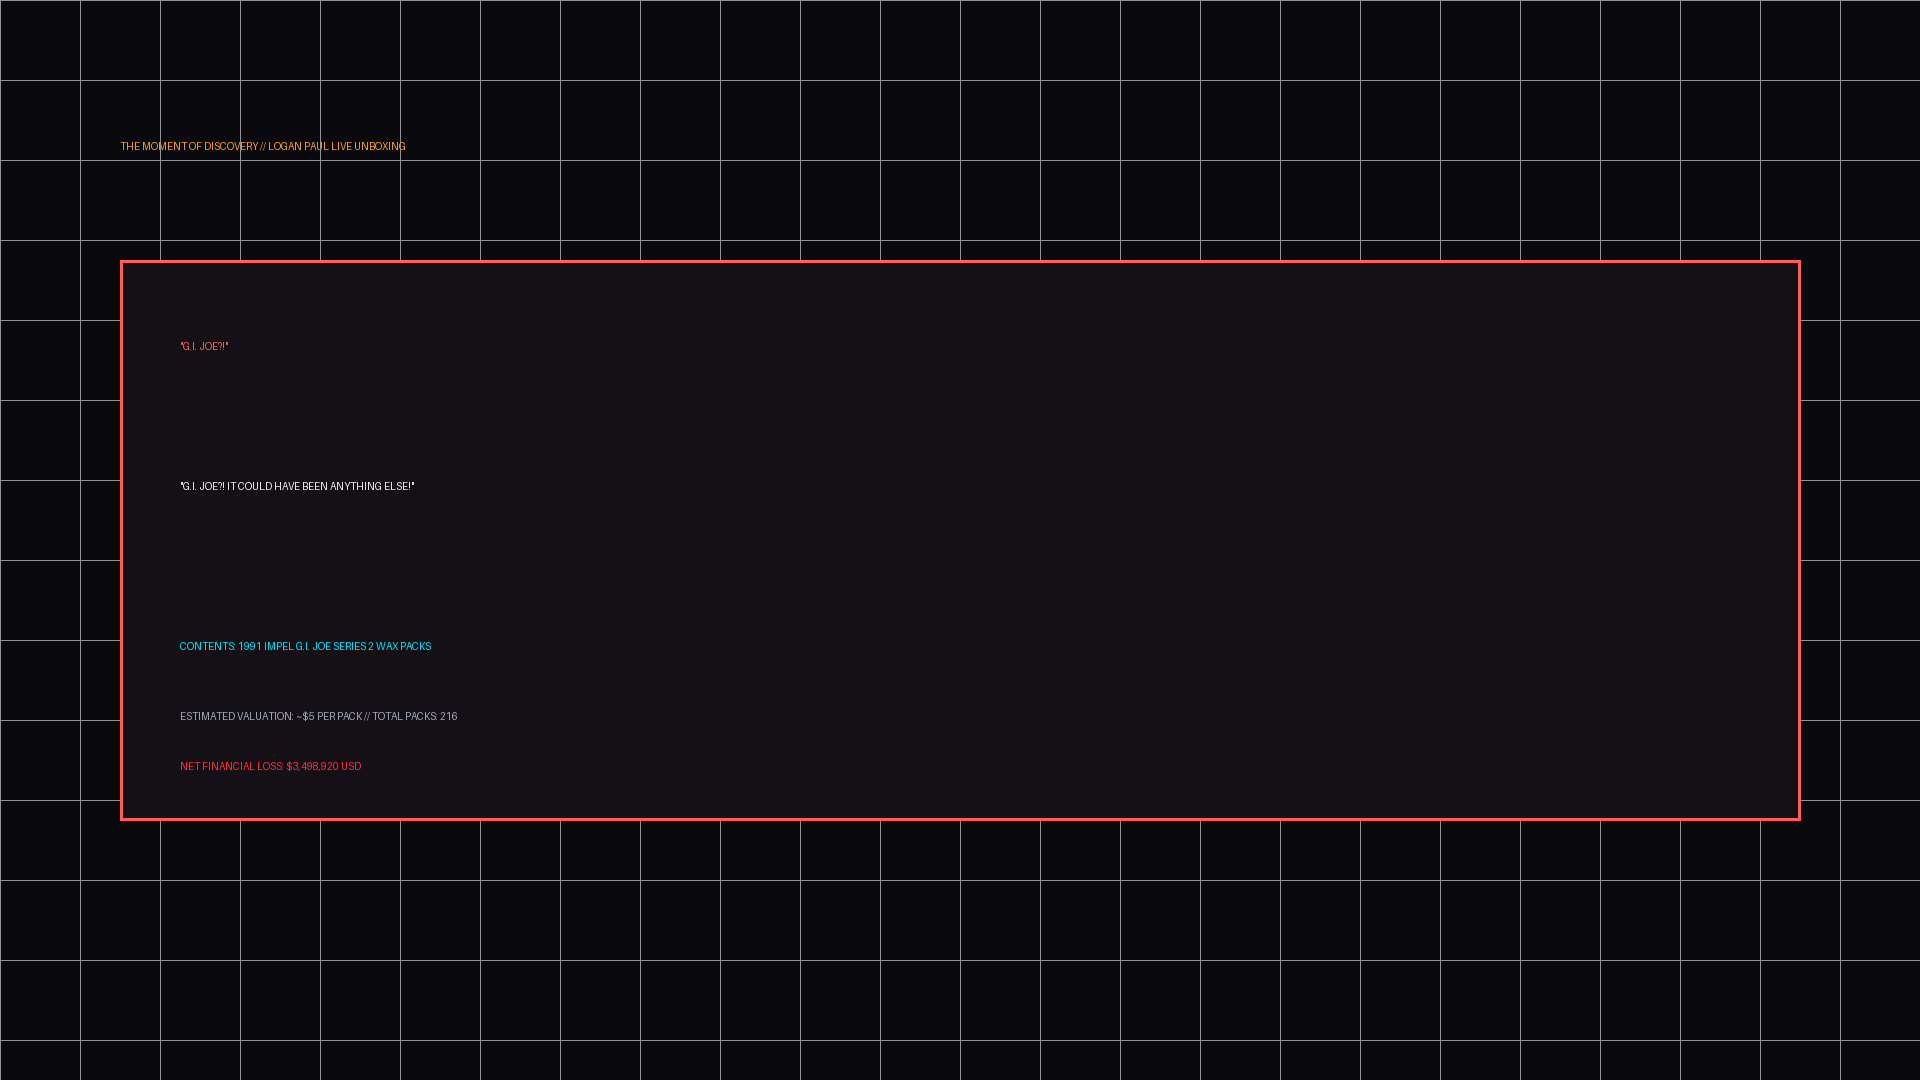 THE MOMENT OF DISCOVERY // LOGAN PAUL LIVE UNBOXING
"G.I. JOE?!"
"G.I. JOE?! IT COULD HAVE BEEN ANYTHING ELSE!"
CONTENTS: 1991 IMPEL G.I. JOE SERIES 2 WAX PACKS
ESTIMATED VALUATION: ~$5 PER PACK // TOTAL PACKS: 216
NET FINANCIAL LOSS: $3,498,920 USD